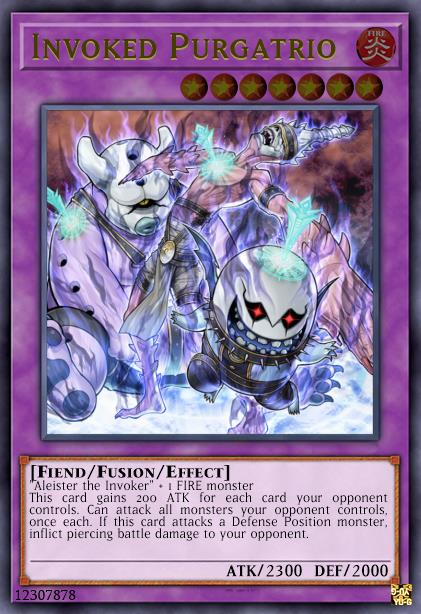 INVOKED PURGATRIO
FIRE
炎
[FIEND/FUSION/EFFECT]
"Aleister the Invoker" + 1 FIRE monster
This card gains 200 ATK for each card your opponent
controls. Can attack all monsters your opponent controls,
once each. If this card attacks a Defense Position monster,
inflict piercing battle damage to your opponent.
ATK/2300 DEF/2000
12307878